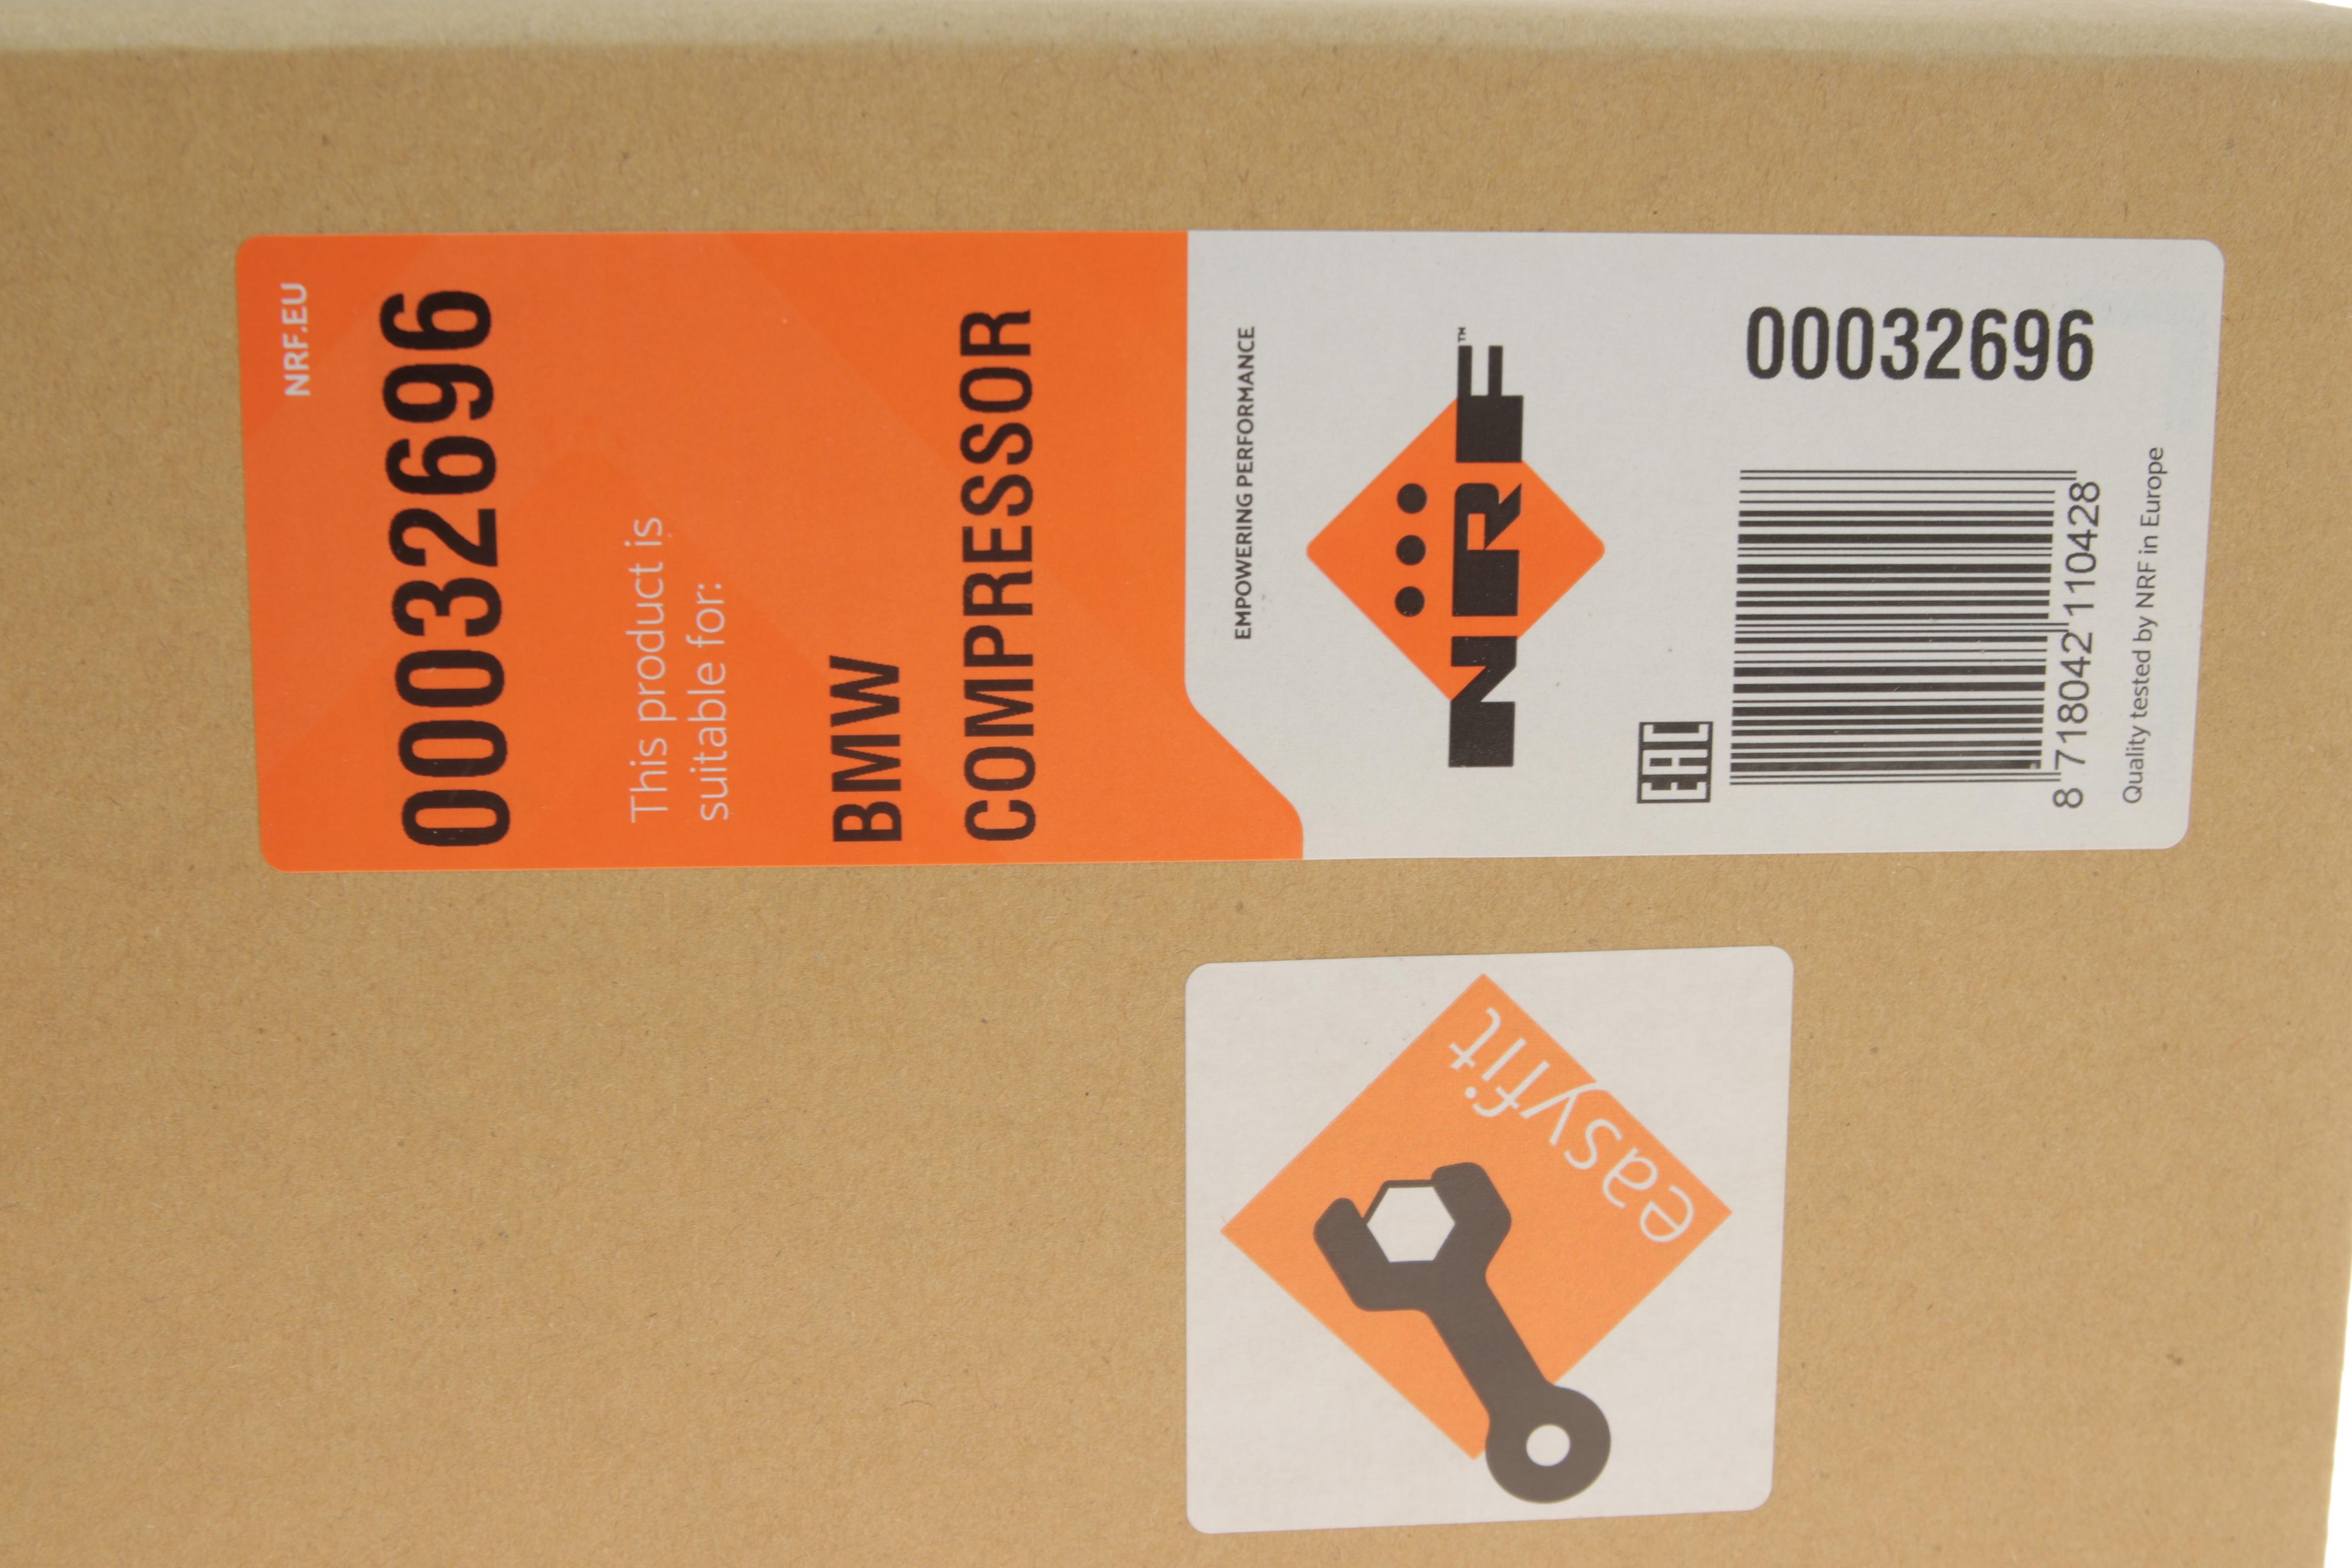 NRF.EU
00032696
This product is
suitable for:
BMW
COMPRESSOR
EMPOWERING PERFORMANCE
NRF™
00032696
EAC
8 718042 110428
Quality tested by NRF in Europe
easyfit